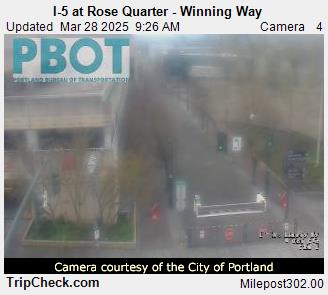 I-5 at Rose Quarter - Winning Way
Updated Mar 28 2025 9:26 AM Camera 4
PBOT
PORTLAND BUREAU OF TRANSPORTATION
Camera courtesy of the City of Portland
TripCheck.com Milepost302.00